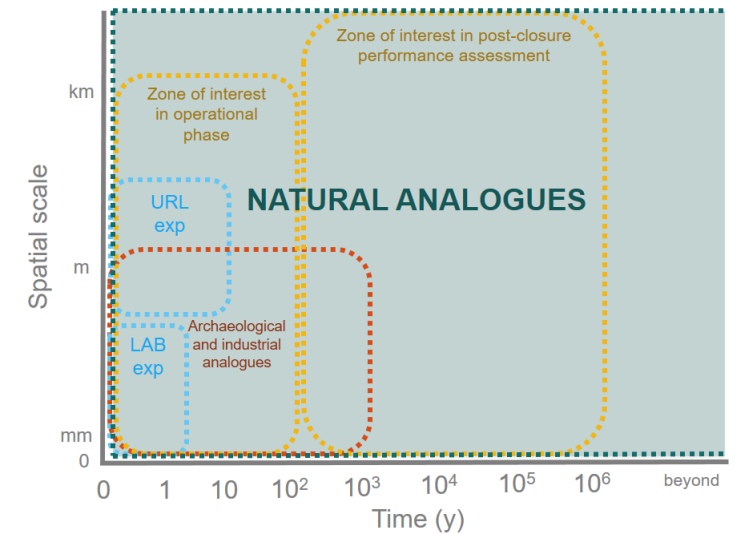 Zone of interest in post-closure
performance assessment
km
Zone of interest
in operational
phase
Spatial scale
URL
exp
NATURAL ANALOGUES
m
Archaeological
and industrial
analogues
LAB
exp
mm
0
0 1 10 10² 10³ 10⁴ 10⁵ 10⁶ beyond
Time (y)